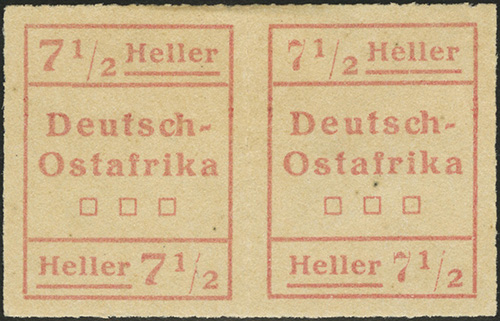 7 1/2 Heller
Deutsch-
Ostafrika
Heller 7 1/2
7 1/2 Heller
Deutsch-
Ostafrika
Heller 7 1/2